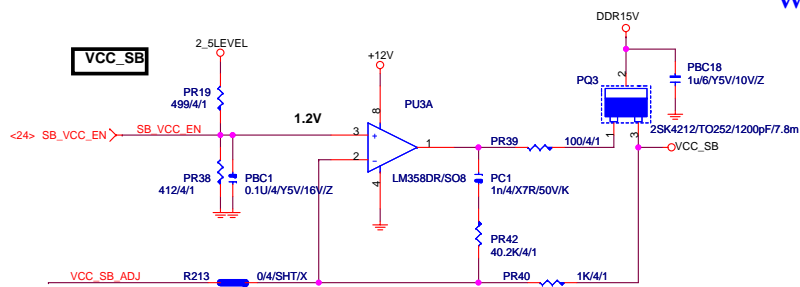 W
DDR15V
2_5LEVEL
VCC_SB
+12V
2
PBC18
1u/6/Y5V/10V/Z
PR19
499/4/1
8
PU3A
PQ3
1.2V
<24>
SB_VCC_EN
SB_VCC_EN
3
+
1
PR39
100/4/1
1
3
2SK4212/TO252/1200pF/7.8m
2
-
VCC_SB
PR38
412/4/1
PBC1
0.1U/4/Y5V/16V/Z
4
LM358DR/SO8
PC1
1n/4/X7R/50V/K
PR42
40.2K/4/1
VCC_SB_ADJ
R213
0/4/SHT/X
PR40
1K/4/1